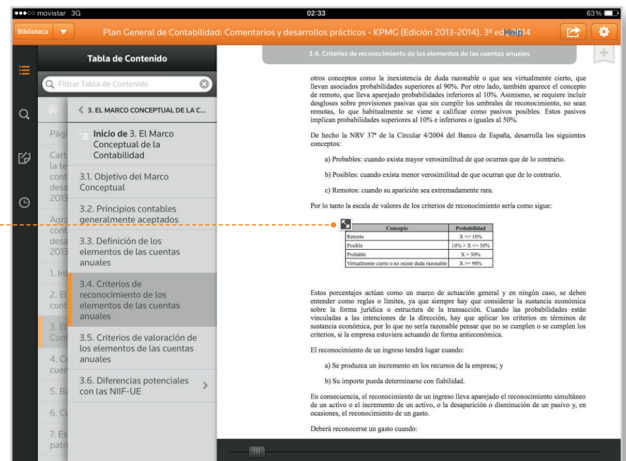 movistar 3G
02:33
63%
Biblioteca
Plan General de Contabilidad: Comentarios y desarrollos prácticos - KPMG (Edición 2013-2014). 3ª ed
Tabla de Contenido
Filtrar Tabla de Contenido
3. EL MARCO CONCEPTUAL DE LA C...
Inicio de 3. El Marco
Conceptual de la
Contabilidad
3.1. Objetivo del Marco
Conceptual
3.2. Principios contables
generalmente aceptados
3.3. Definición de los
elementos de las cuentas
anuales
3.4. Criterios de
reconocimiento de los
elementos de las cuentas
anuales
3.5. Criterios de valoración de
los elementos de las cuentas
anuales
3.6. Diferencias potenciales
con las NIIF-UE
3.4. Criterios de reconocimiento de los elementos de las cuentas anuales
otros conceptos como la inexistencia de duda razonable o que sea virtualmente cierto, que
llevan asociados probabilidades superiores al 90%. Por otro lado, también aparece el concepto
de remoto, que lleva aparejado probabilidades inferiores al 10%. Asimismo, se requiere incluir
desgloses sobre provisiones pasivas que sin cumplir los umbrales de reconocimiento, no sean
remotas, lo que habitualmente se viene a calificar como pasivos posibles. Estos pasivos
implican probabilidades superiores al 10% e inferiores o iguales al 50%.
De hecho la NRV 37ª de la Circular 4/2004 del Banco de España, desarrolla los siguientes
conceptos:
a) Probables: cuando exista mayor verosimilitud de que ocurran que de lo contrario.
b) Posibles: cuando exista menor verosimilitud de que ocurran que de lo contrario.
c) Remotos: cuando su aparición sea extremadamente rara.
Por lo tanto la escala de valores de los criterios de reconocimiento sería como sigue:
Concepto Probabilidad
Remoto X <= 10%
Posible 10% > X <= 50%
Probable X > 50%
Virtualmente cierto o no existe duda razonable X >= 90%
Estos porcentajes actúan como un marco de actuación general y en ningún caso, se deben
entender como reglas o límites, ya que siempre hay que considerar la sustancia económica
sobre la forma jurídica o estructura de la transacción. Cuando las probabilidades están
vinculadas a las intenciones de la dirección, hay que aplicar los criterios en términos de
sustancia económica, por lo que no sería razonable pensar que no se cumplen o se cumplen los
criterios, si la empresa estuviera actuando de forma antieconómica.
El reconocimiento de un ingreso tendrá lugar cuando:
a) Se produzca un incremento en los recursos de la empresa; y
b) Su importe pueda determinarse con fiabilidad.
En consecuencia, el reconocimiento de un ingreso lleva aparejado el reconocimiento simultáneo
de un activo o el incremento de un activo, o la desaparición o disminución de un pasivo y, en
ocasiones, el reconocimiento de un gasto.
Deberá reconocerse un gasto cuando: